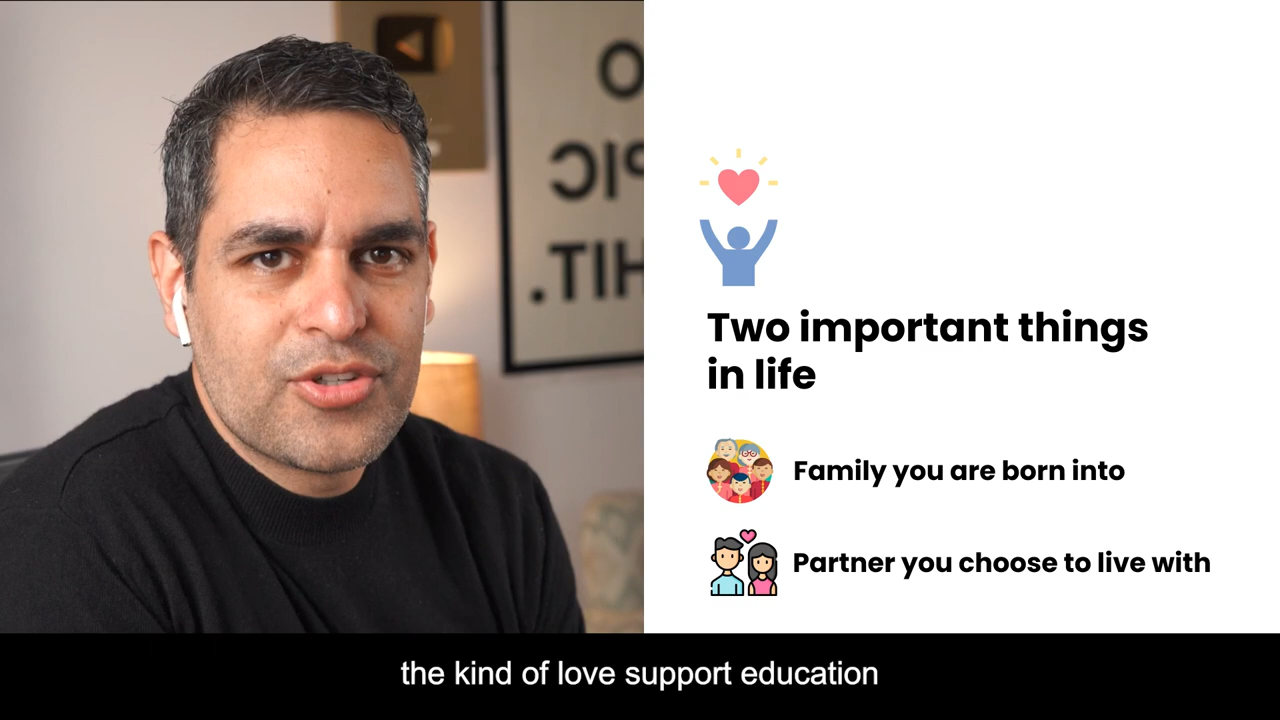 Two important things
in life
Family you are born into
Partner you choose to live with
the kind of love support education